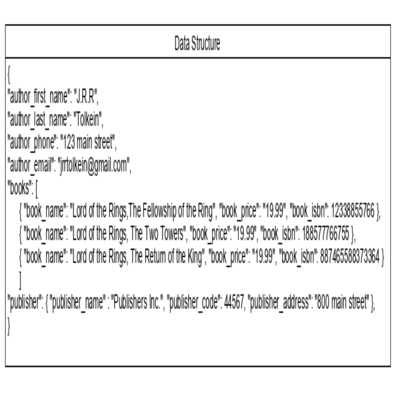 Data Structure
{
"author_first_name": "J.R.R",
"author_last_name": "Tolkein",
"author_phone": "123 main street",
"author_email": "jrrtolkein@gmail.com",
"books": [
{ "book_name": "Lord of the Rings,The Fellowship of the Ring", "book_price": "19.99", "book_isbn": 12338855766 },
{ "book_name": "Lord of the Rings, The Two Towers", "book_price": "19.99", "book_isbn": 188577766755 },
{ "book_name": "Lord of the Rings, The Return of the King", "book_price": "19.99", "book_isbn": 887465588373364 }
]
"publisher": { "publisher_name" : "Publishers Inc.", "publisher_code": 44567, "publisher_address": "800 main street" },
}